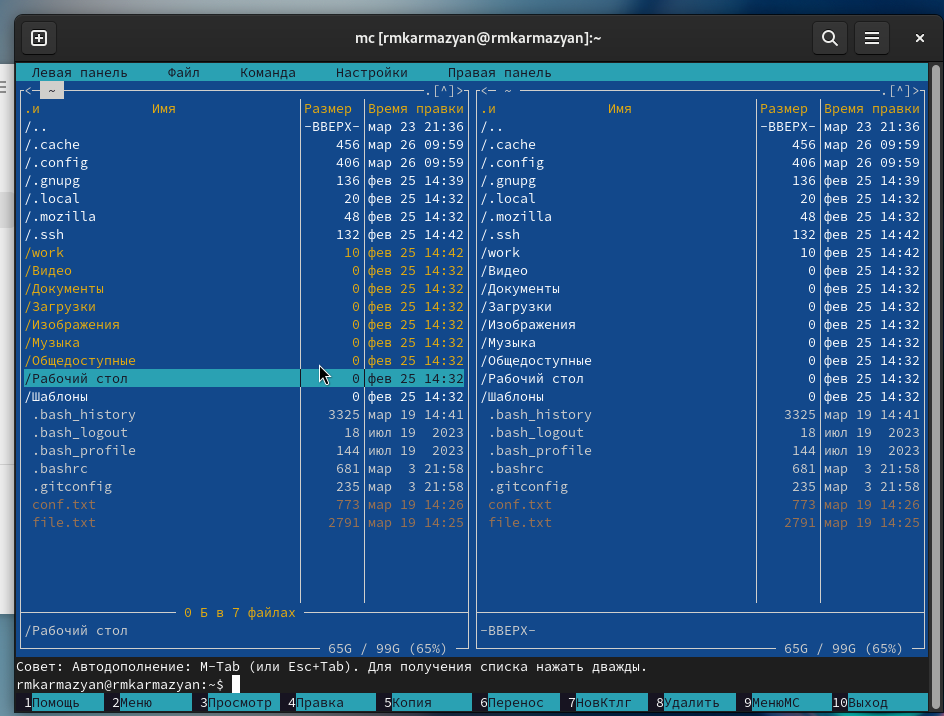 mc [rmkarmazyan@rmkarmazyan]:~
Левая панель Файл Команда Настройки Правая панель
<─ ~ .[^]> <─ ~ .[^]>
.и Имя Размер Время правки .и Имя Размер Время правки
/.. -ВВЕРХ- мар 23 21:36 /.. -ВВЕРХ- мар 23 21:36
/.cache 456 мар 26 09:59 /.cache 456 мар 26 09:59
/.config 406 мар 26 09:59 /.config 406 мар 26 09:59
/.gnupg 136 фев 25 14:39 /.gnupg 136 фев 25 14:39
/.local 20 фев 25 14:32 /.local 20 фев 25 14:32
/.mozilla 48 фев 25 14:32 /.mozilla 48 фев 25 14:32
/.ssh 132 фев 25 14:42 /.ssh 132 фев 25 14:42
/work 10 фев 25 14:42 /work 10 фев 25 14:42
/Видео 0 фев 25 14:32 /Видео 0 фев 25 14:32
/Документы 0 фев 25 14:32 /Документы 0 фев 25 14:32
/Загрузки 0 фев 25 14:32 /Загрузки 0 фев 25 14:32
/Изображения 0 фев 25 14:32 /Изображения 0 фев 25 14:32
/Музыка 0 фев 25 14:32 /Музыка 0 фев 25 14:32
/Общедоступные 0 фев 25 14:32 /Общедоступные 0 фев 25 14:32
/Рабочий стол 0 фев 25 14:32 /Рабочий стол 0 фев 25 14:32
/Шаблоны 0 фев 25 14:32 /Шаблоны 0 фев 25 14:32
.bash_history 3325 мар 19 14:41 .bash_history 3325 мар 19 14:41
.bash_logout 18 июл 19 2023 .bash_logout 18 июл 19 2023
.bash_profile 144 июл 19 2023 .bash_profile 144 июл 19 2023
.bashrc 681 мар 3 21:58 .bashrc 681 мар 3 21:58
.gitconfig 235 мар 3 21:58 .gitconfig 235 мар 3 21:58
conf.txt 773 мар 19 14:26 conf.txt 773 мар 19 14:26
file.txt 2791 мар 19 14:25 file.txt 2791 мар 19 14:25
0 Б в 7 файлах
/Рабочий стол -ВВЕРХ-
65G / 99G (65%) 65G / 99G (65%)
Совет: Автодополнение: M-Tab (или Esc+Tab). Для получения списка нажать дважды.
rmkarmazyan@rmkarmazyan:~$
1Помощь 2Меню 3Просмотр 4Правка 5Копия 6Перенос 7НовКтлг 8Удалить 9МенюMC 10Выход